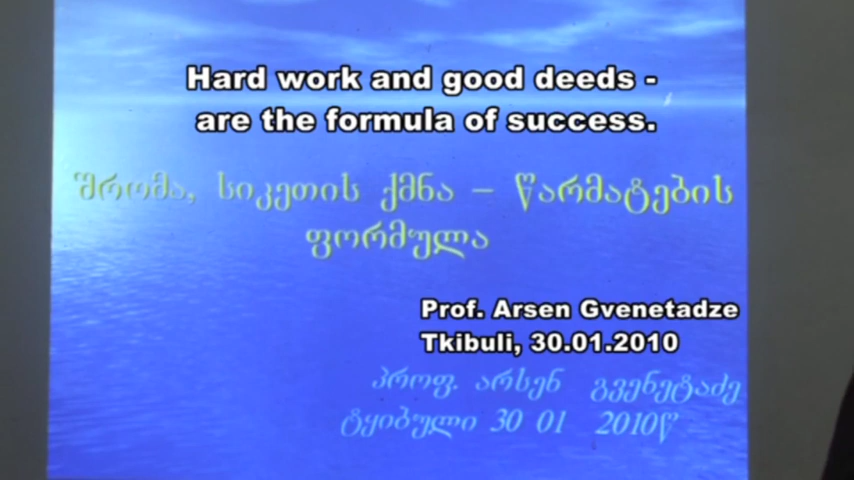 Hard work and good deeds -
are the formula of success.
შრომა, სიკეთის ქმნა – წარმატების
ფორმულა
Prof. Arsen Gvenetadze
Tkibuli, 30.01.2010
პროფ. არსენ გვენეტაძე
ტყიბული 30 01 2010წ